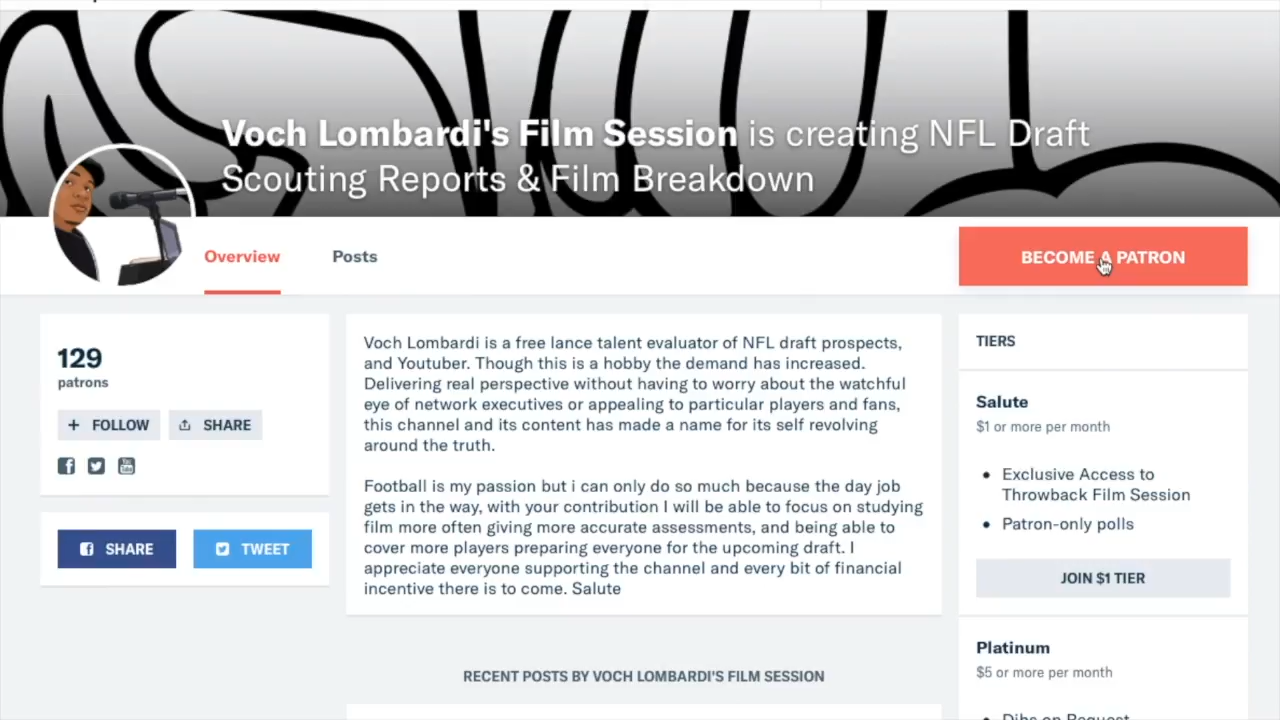 Voch Lombardi's Film Session is creating NFL Draft
Scouting Reports & Film Breakdown
Overview
Posts
BECOME A PATRON
129
patrons
+ FOLLOW
SHARE
SHARE
TWEET
Voch Lombardi is a free lance talent evaluator of NFL draft prospects,
and Youtuber. Though this is a hobby the demand has increased.
Delivering real perspective without having to worry about the watchful
eye of network executives or appealing to particular players and fans,
this channel and its content has made a name for its self revolving
around the truth.
Football is my passion but i can only do so much because the day job
gets in the way, with your contribution I will be able to focus on studying
film more often giving more accurate assessments, and being able to
cover more players preparing everyone for the upcoming draft. I
appreciate everyone supporting the channel and every bit of financial
incentive there is to come. Salute
RECENT POSTS BY VOCH LOMBARDI'S FILM SESSION
TIERS
Salute
$1 or more per month
• Exclusive Access to
Throwback Film Session
• Patron-only polls
JOIN $1 TIER
Platinum
$5 or more per month
• Dibs on Request